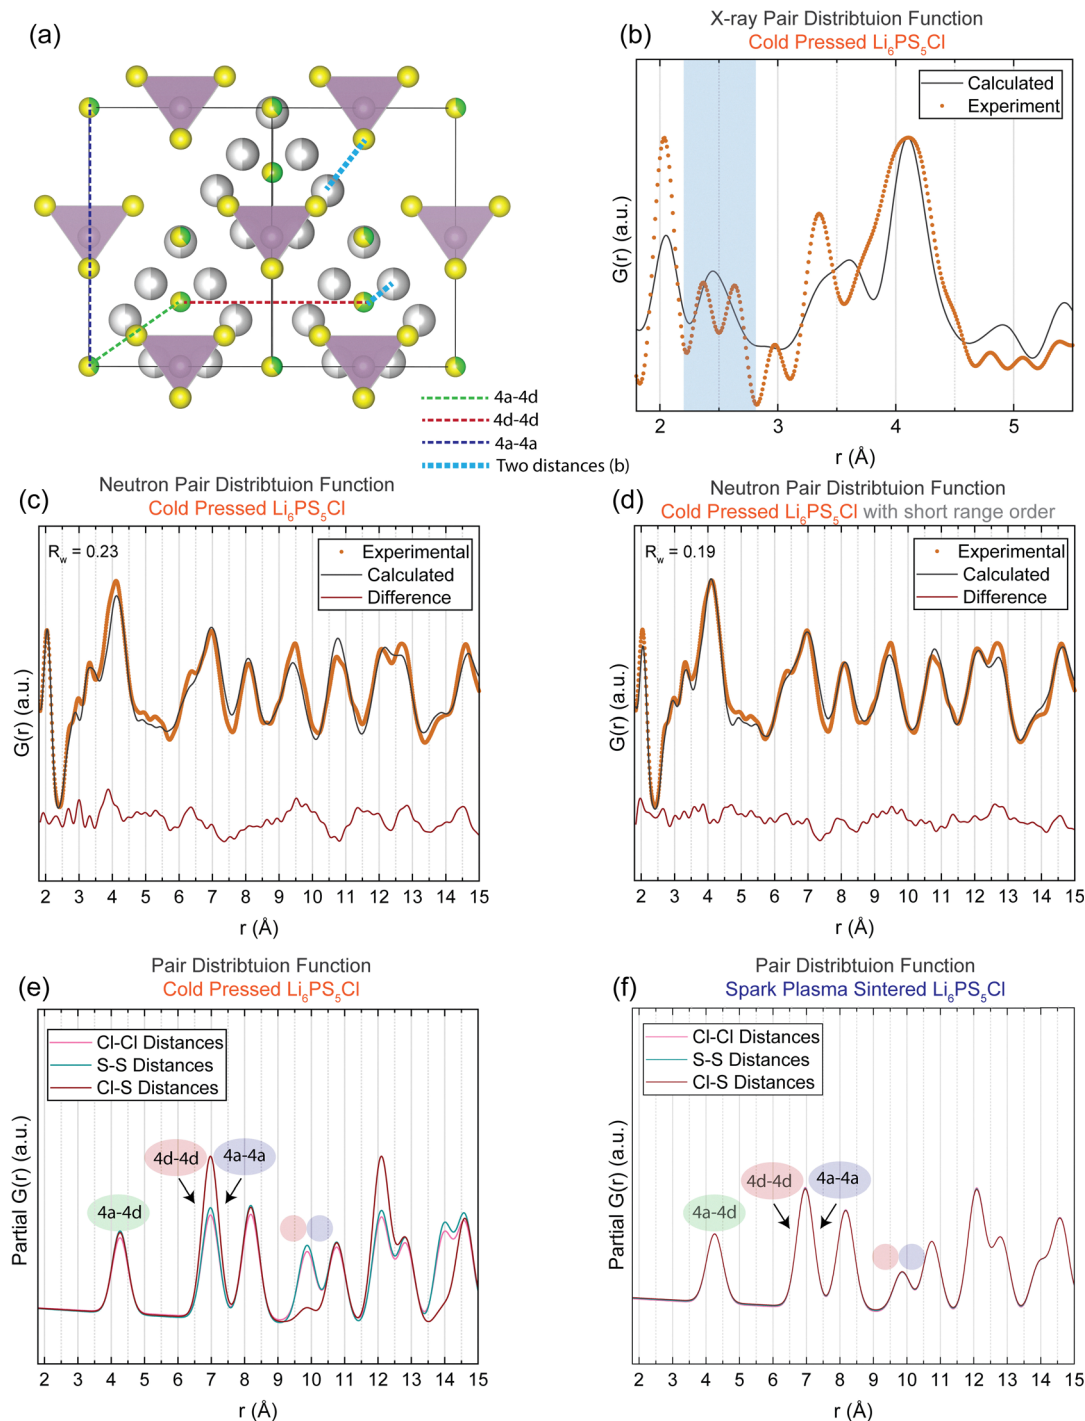 (a)
4a-4d
4d-4d
4a-4a
Two distances (b)
(b)
X-ray Pair Distribtuion Function
Cold Pressed Li6PS5Cl
Calculated
Experiment
G(r) (a.u.)
2 3 4 5
r (Å)
(c)
Neutron Pair Distribtuion Function
Cold Pressed Li6PS5Cl
Rw = 0.23
Experimental
Calculated
Difference
G(r) (a.u.)
2 3 4 5 6 7 8 9 10 11 12 13 14 15
r (Å)
(d)
Neutron Pair Distribtuion Function
Cold Pressed Li6PS5Cl with short range order
Rw = 0.19
Experimental
Calculated
Difference
G(r) (a.u.)
2 3 4 5 6 7 8 9 10 11 12 13 14 15
r (Å)
(e)
Pair Distribtuion Function
Cold Pressed Li6PS5Cl
Cl-Cl Distances
S-S Distances
Cl-S Distances
4d-4d
4a-4a
4a-4d
Partial G(r) (a.u.)
2 3 4 5 6 7 8 9 10 11 12 13 14 15
r (Å)
(f)
Pair Distribtuion Function
Spark Plasma Sintered Li6PS5Cl
Cl-Cl Distances
S-S Distances
Cl-S Distances
4d-4d
4a-4a
4a-4d
Partial G(r) (a.u.)
2 3 4 5 6 7 8 9 10 11 12 13 14 15
r (Å)